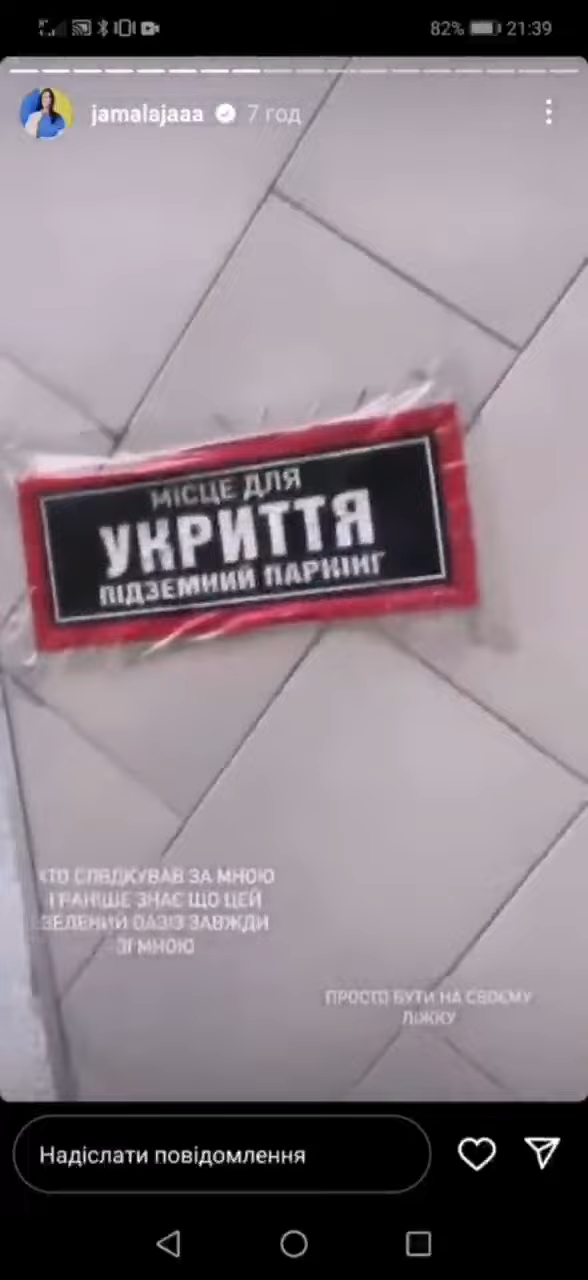 82% 21:39
jamalajaaa 7 год
МІСЦЕ ДЛЯ
УКРИТТЯ
ПІДЗЕМНИЙ ПАРКІНГ
ХТО СЛІДКУВАВ ЗА МНОЮ
РАНІШЕ ЗНАЄ ЩО ЦЕЙ
ЗЕЛЕНИЙ ОАЗІЗ ЗАВЖДИ
ЗІ МНОЮ
ПРОСТО БУТИ НА СВОЄМУ
ЛІЖКУ
Надіслати повідомлення